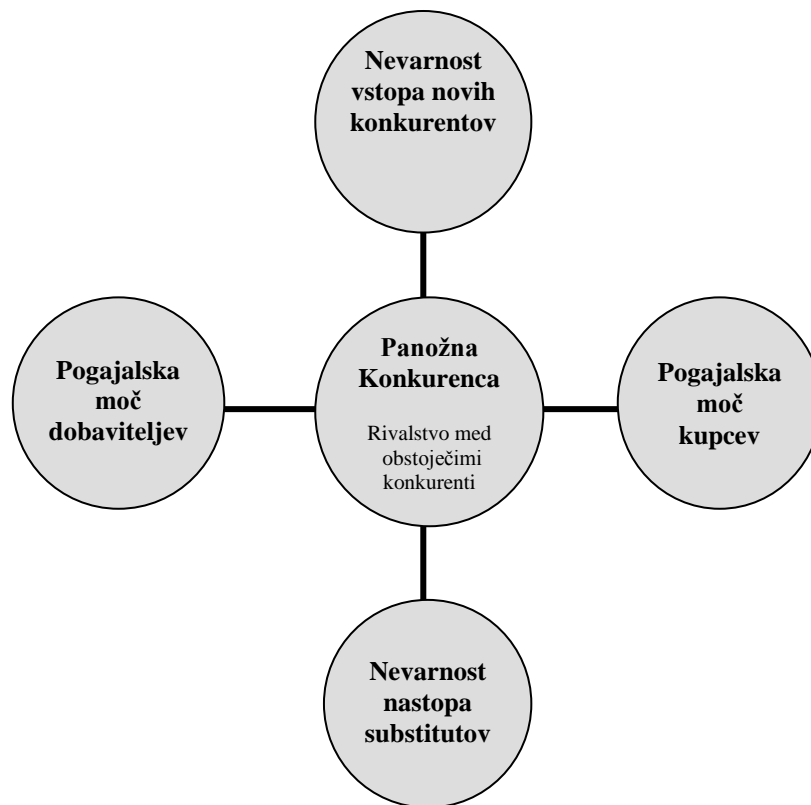 Nevarnost
vstopa novih
konkurentov
Pogajalska
moč
dobaviteljev
Panožna
Konkurenca
Rivalstvo med
obstoječimi
konkurenti
Pogajalska
moč
kupcev
Nevarnost
nastopa
substitutov